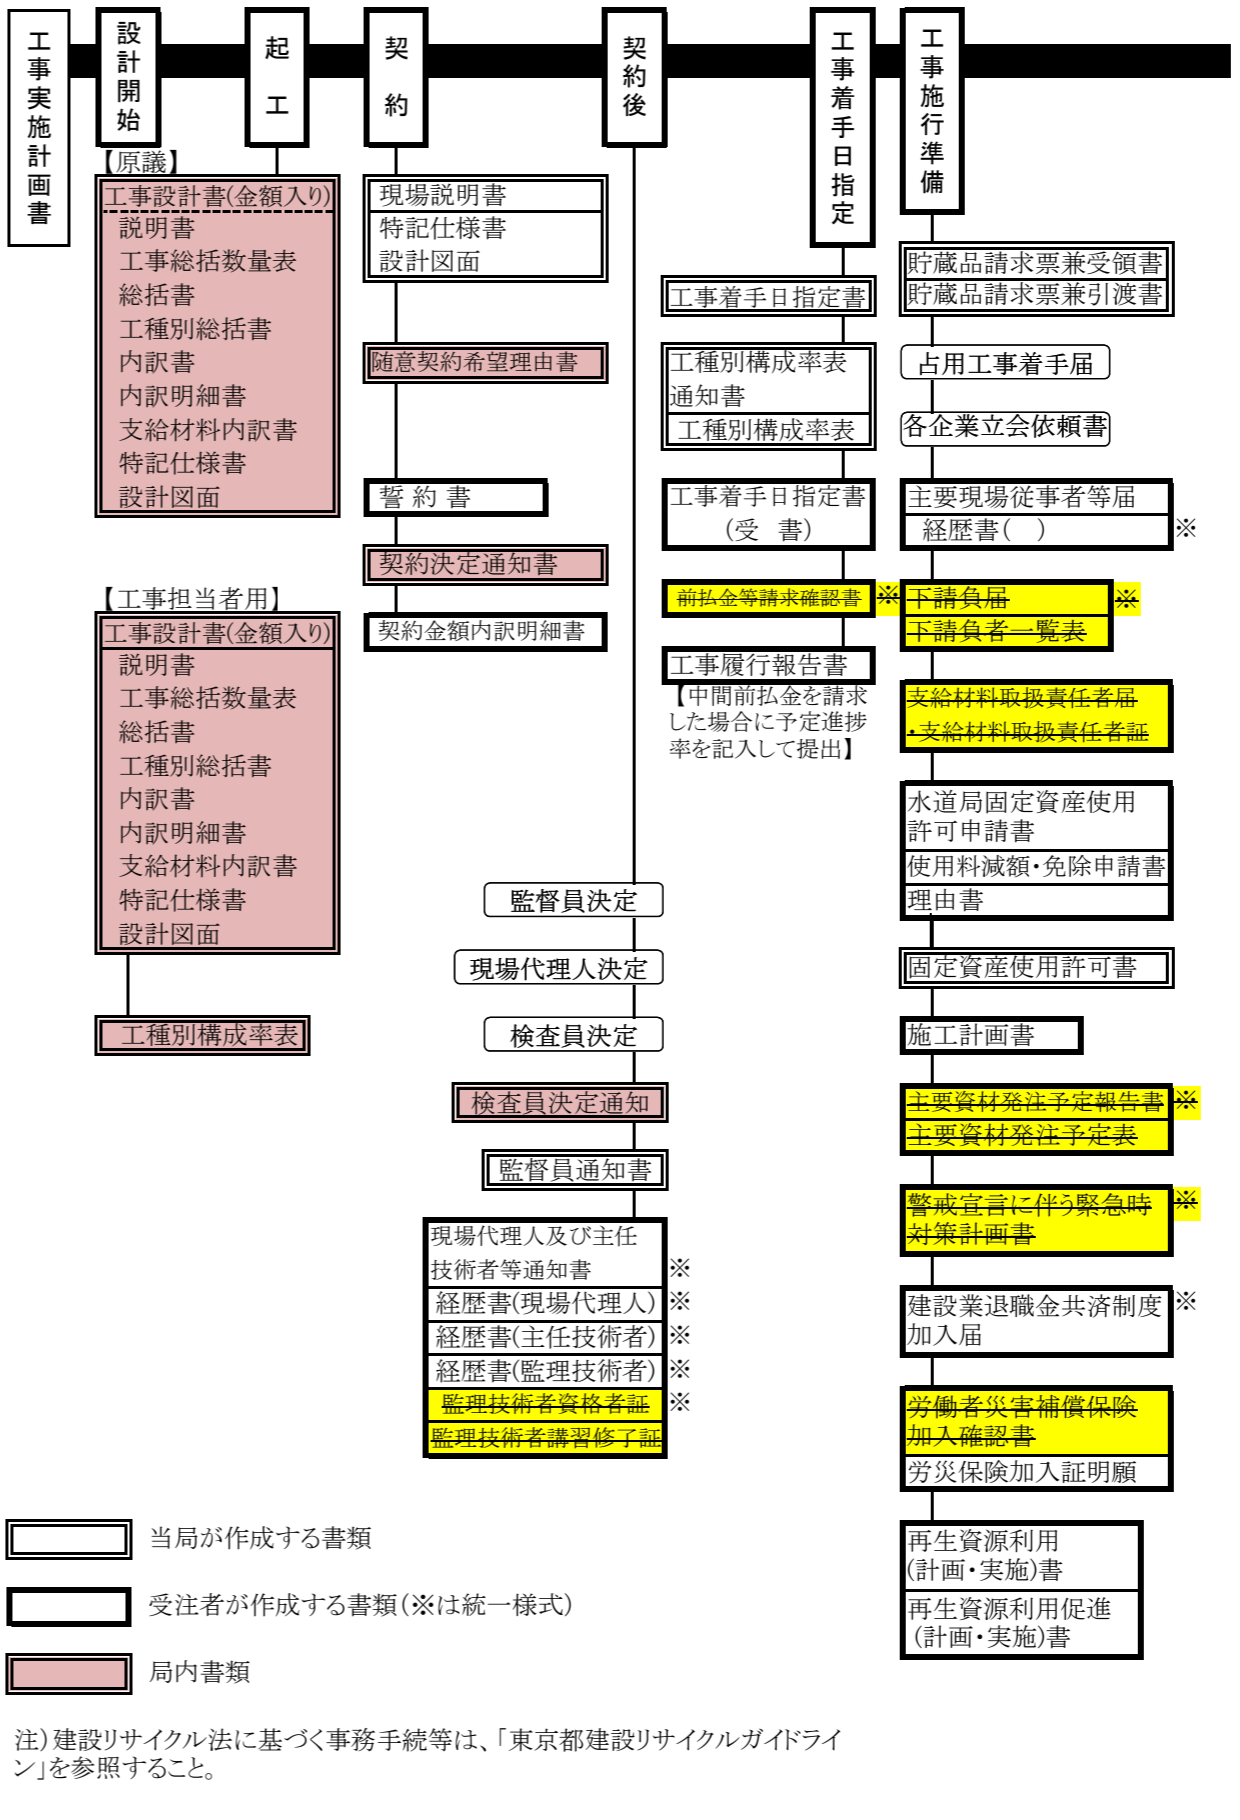 工事実施計画書
設計開始
起工
契約
契約後
工事着手日指定
工事施行準備
【原議】
工事設計書(金額入り)
説明書
工事総括数量表
総括書
工種別総括書
内訳書
内訳明細書
支給材料内訳書
特記仕様書
設計図面
【工事担当者用】
工事設計書(金額入り)
説明書
工事総括数量表
総括書
工種別総括書
内訳書
内訳明細書
支給材料内訳書
特記仕様書
設計図面
工種別構成率表
現場説明書
特記仕様書
設計図面
随意契約希望理由書
誓約書
契約決定通知書
契約金額内訳明細書
監督員決定
現場代理人決定
検査員決定
検査員決定通知
監督員通知書
現場代理人及び主任
技術者等通知書 ※
経歴書(現場代理人) ※
経歴書(主任技術者) ※
経歴書(監理技術者) ※
監理技術者資格者証 ※
監理技術者講習修了証
工事着手日指定書
工種別構成率表
通知書
工種別構成率表
工事着手日指定書
(受 書)
前払金等請求確認書 ※
工事履行報告書
【中間前払金を請求
した場合に予定進捗
率を記入して提出】
貯蔵品請求票兼受領書
貯蔵品請求票兼引渡書
占用工事着手届
各企業立会依頼書
主要現場従事者等届
経歴書( ) ※
下請負届 ※
下請負者一覧表
支給材料取扱責任者届
・支給材料取扱責任者証
水道局固定資産使用
許可申請書
使用料減額・免除申請書
理由書
固定資産使用許可書
施工計画書
主要資材発注予定報告書 ※
主要資材発注予定表
警戒宣言に伴う緊急時 ※
対策計画書
建設業退職金共済制度 ※
加入届
労働者災害補償保険
加入確認書
労災保険加入証明願
再生資源利用
(計画・実施)書
再生資源利用促進
(計画・実施)書
当局が作成する書類
受注者が作成する書類(※は統一様式)
局内書類
注)建設リサイクル法に基づく事務手続等は、「東京都建設リサイクルガイドライ
ン」を参照すること。